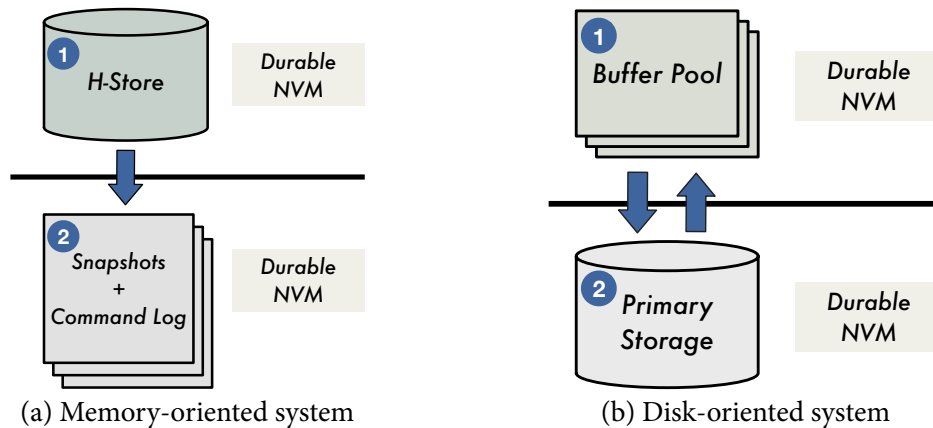 1
H-Store
Durable
NVM
2
Snapshots
+
Command Log
Durable
NVM
(a) Memory-oriented system
1
Buffer Pool
Durable
NVM
2
Primary
Storage
Durable
NVM
(b) Disk-oriented system